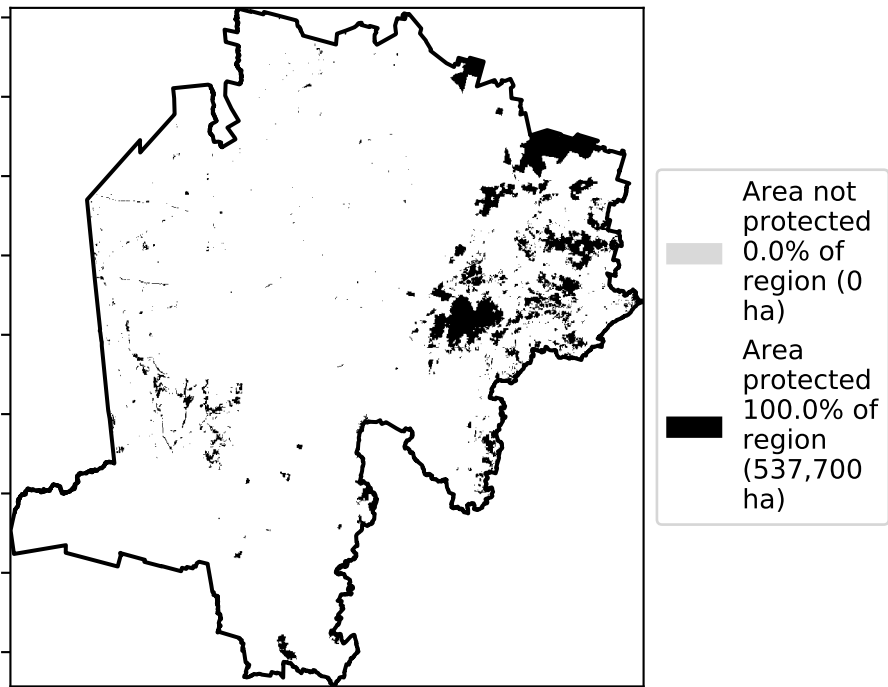 Area not
protected
0.0% of
region (0
ha)
Area
protected
100.0% of
region
(537,700
ha)